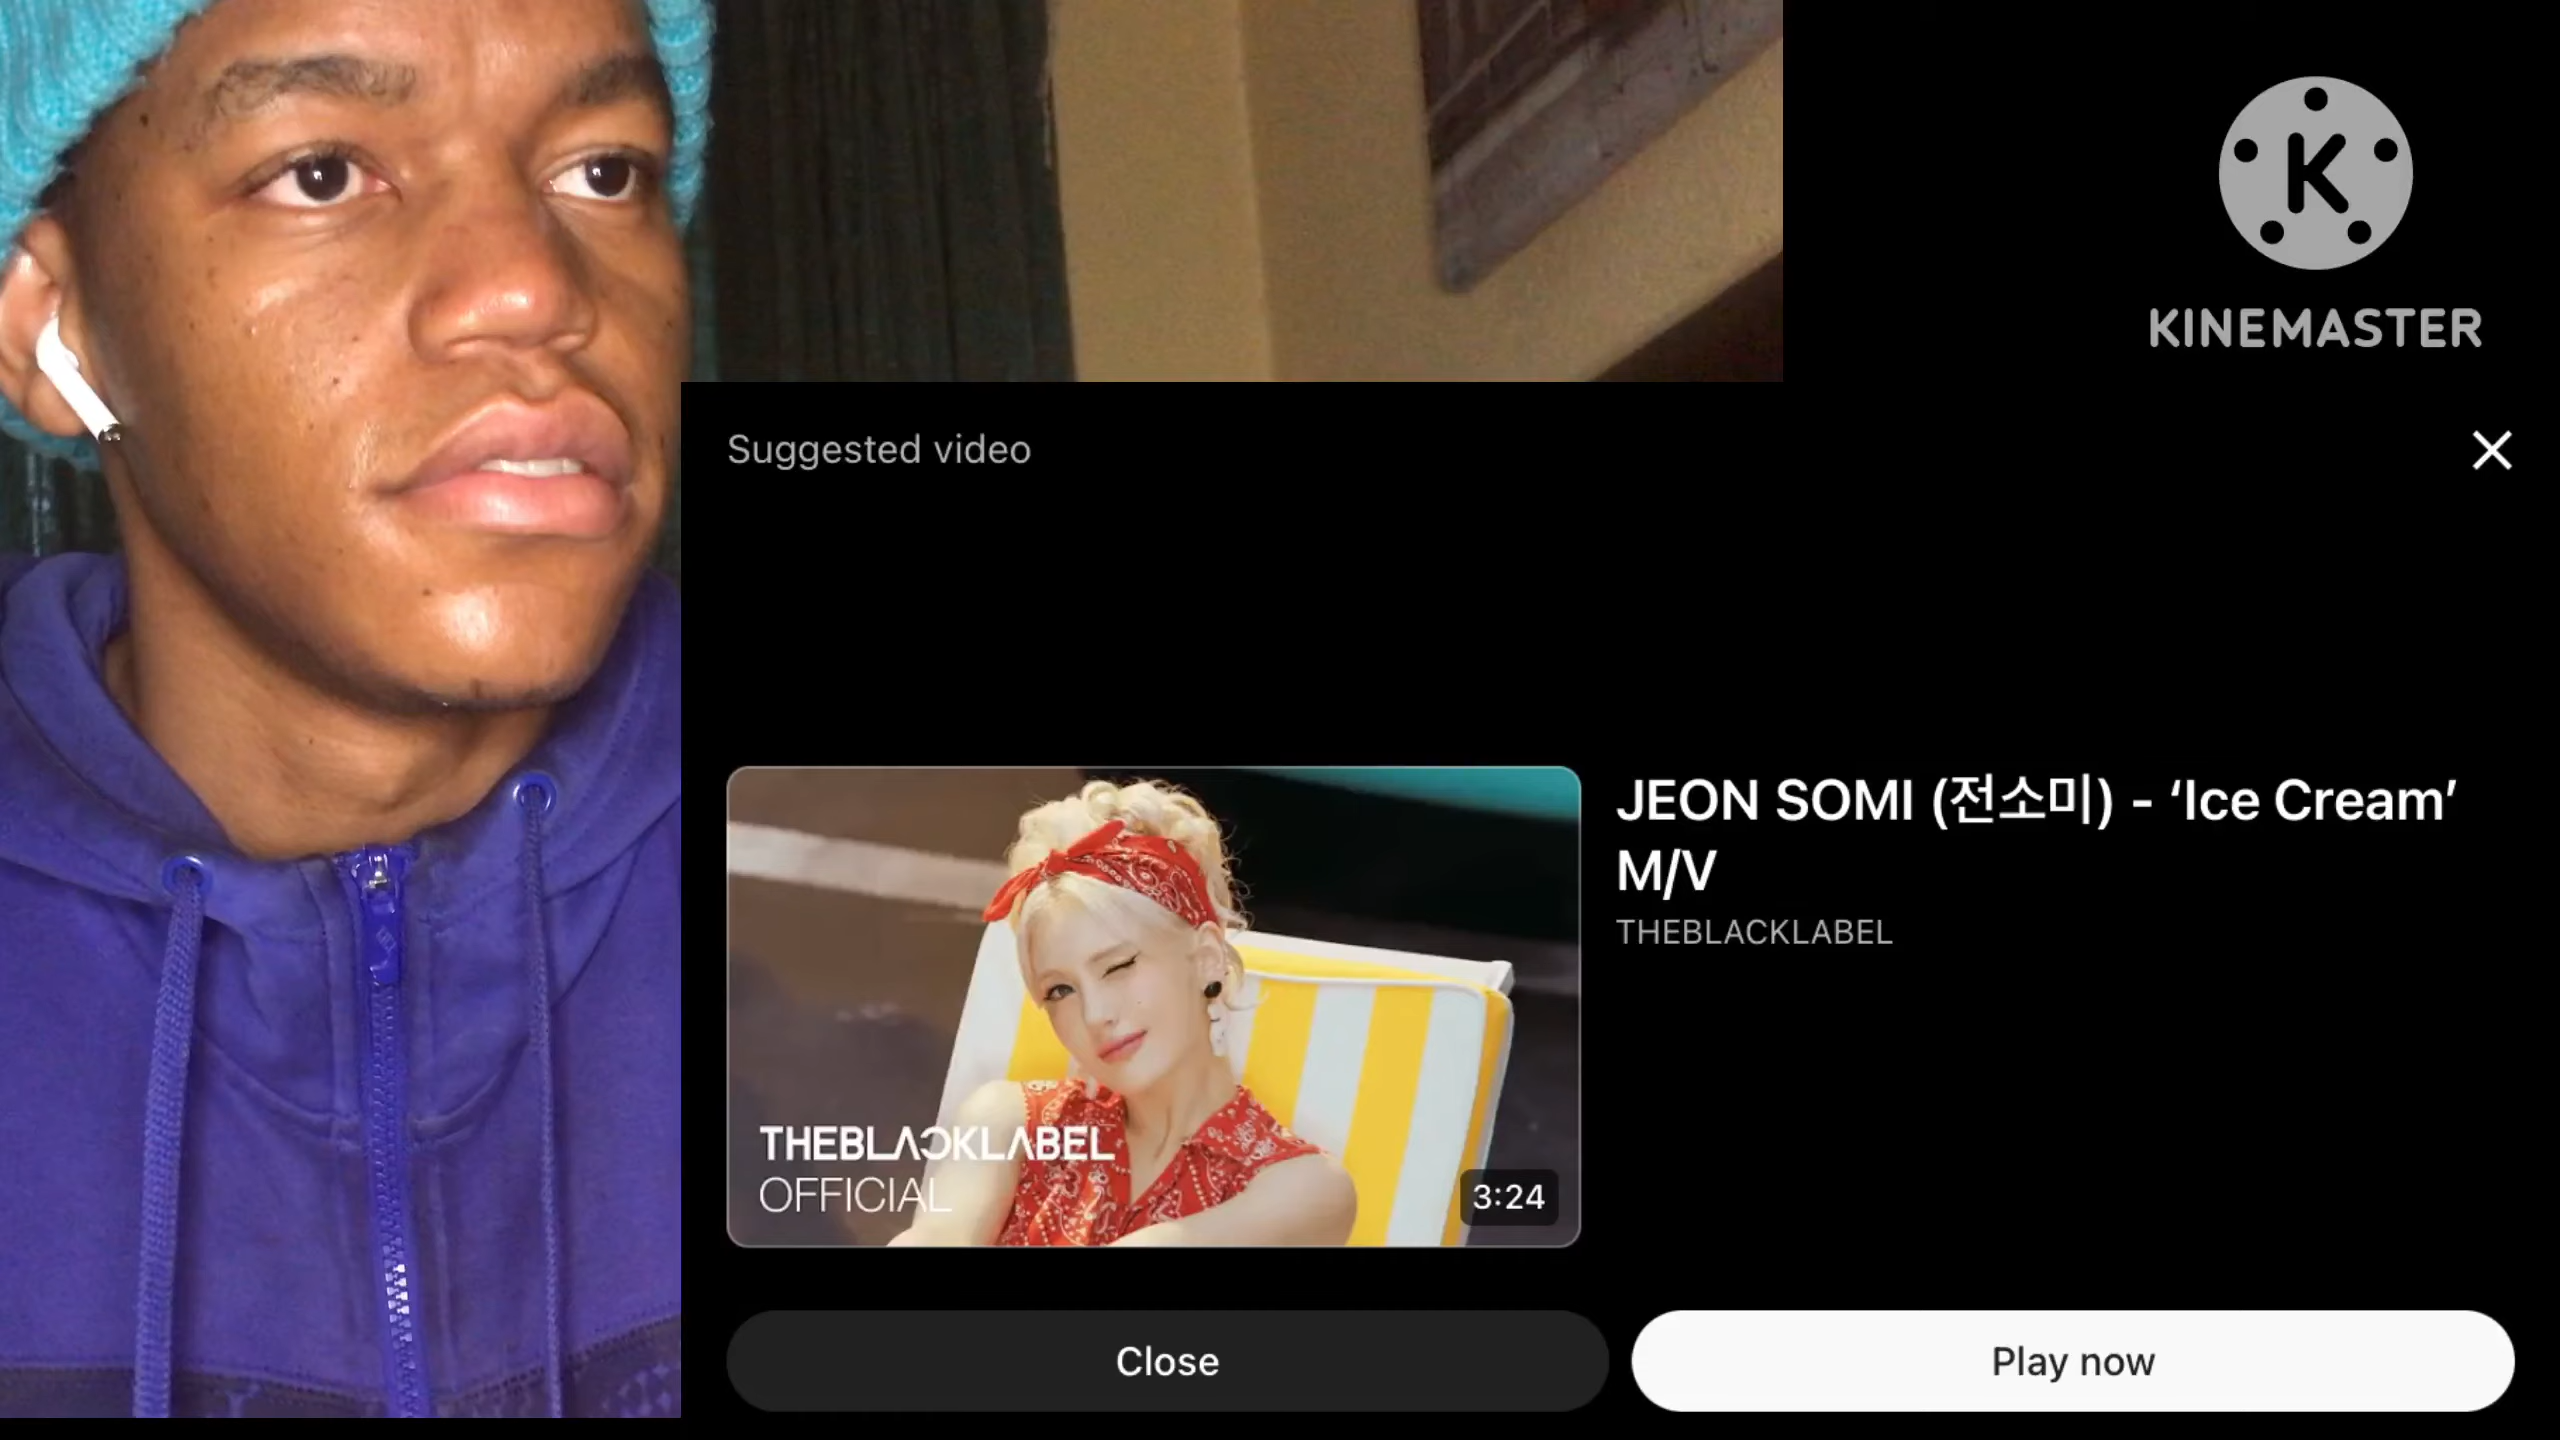 K
KINEMASTER
Suggested video
JEON SOMI (전소미) - ‘Ice Cream’
M/V
THEBLACKLABEL
THEBLACKLABEL
OFFICIAL
3:24
Close
Play now